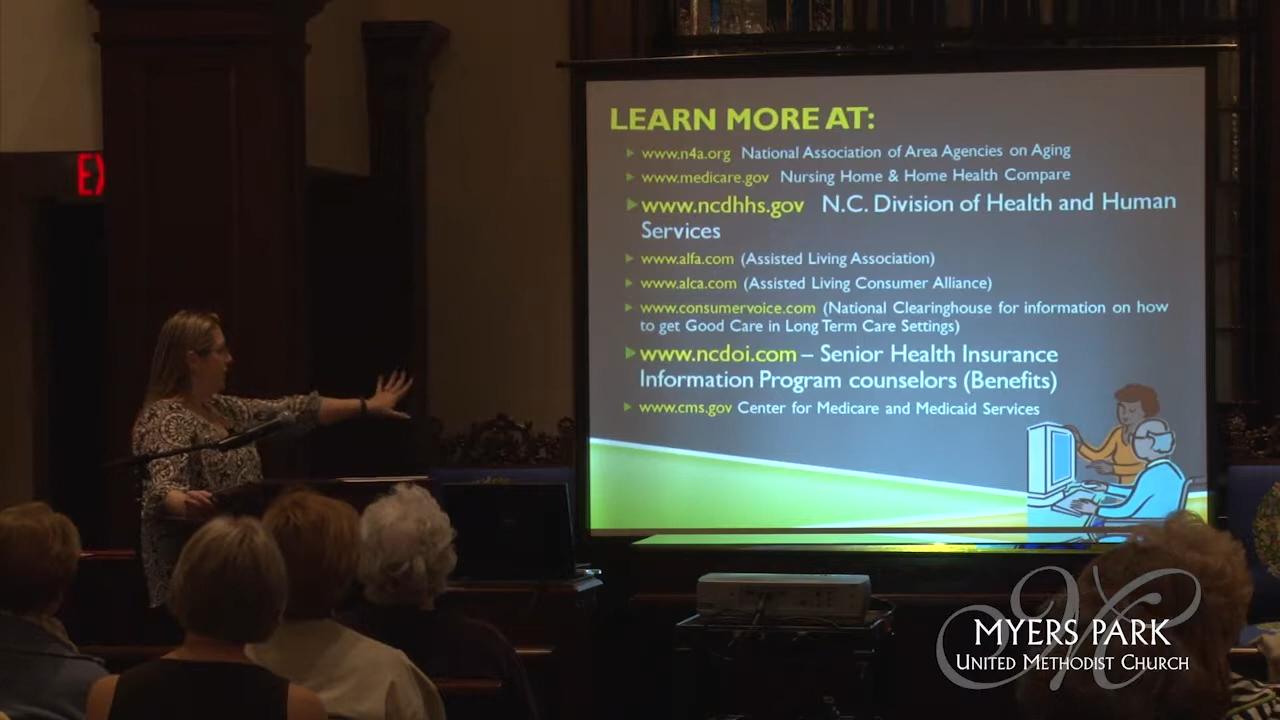 LEARN MORE AT:
www.n4a.org National Association of Area Agencies on Aging
www.medicare.gov Nursing Home & Home Health Compare
www.ncdhhs.gov N.C. Division of Health and Human
Services
www.alfa.com (Assisted Living Association)
www.alca.com (Assisted Living Consumer Alliance)
www.consumervoice.com (National Clearinghouse for information on how
to get Good Care in Long Term Care Settings)
www.ncdoi.com – Senior Health Insurance
Information Program counselors (Benefits)
www.cms.gov Center for Medicare and Medicaid Services
MYERS PARK
UNITED METHODIST CHURCH